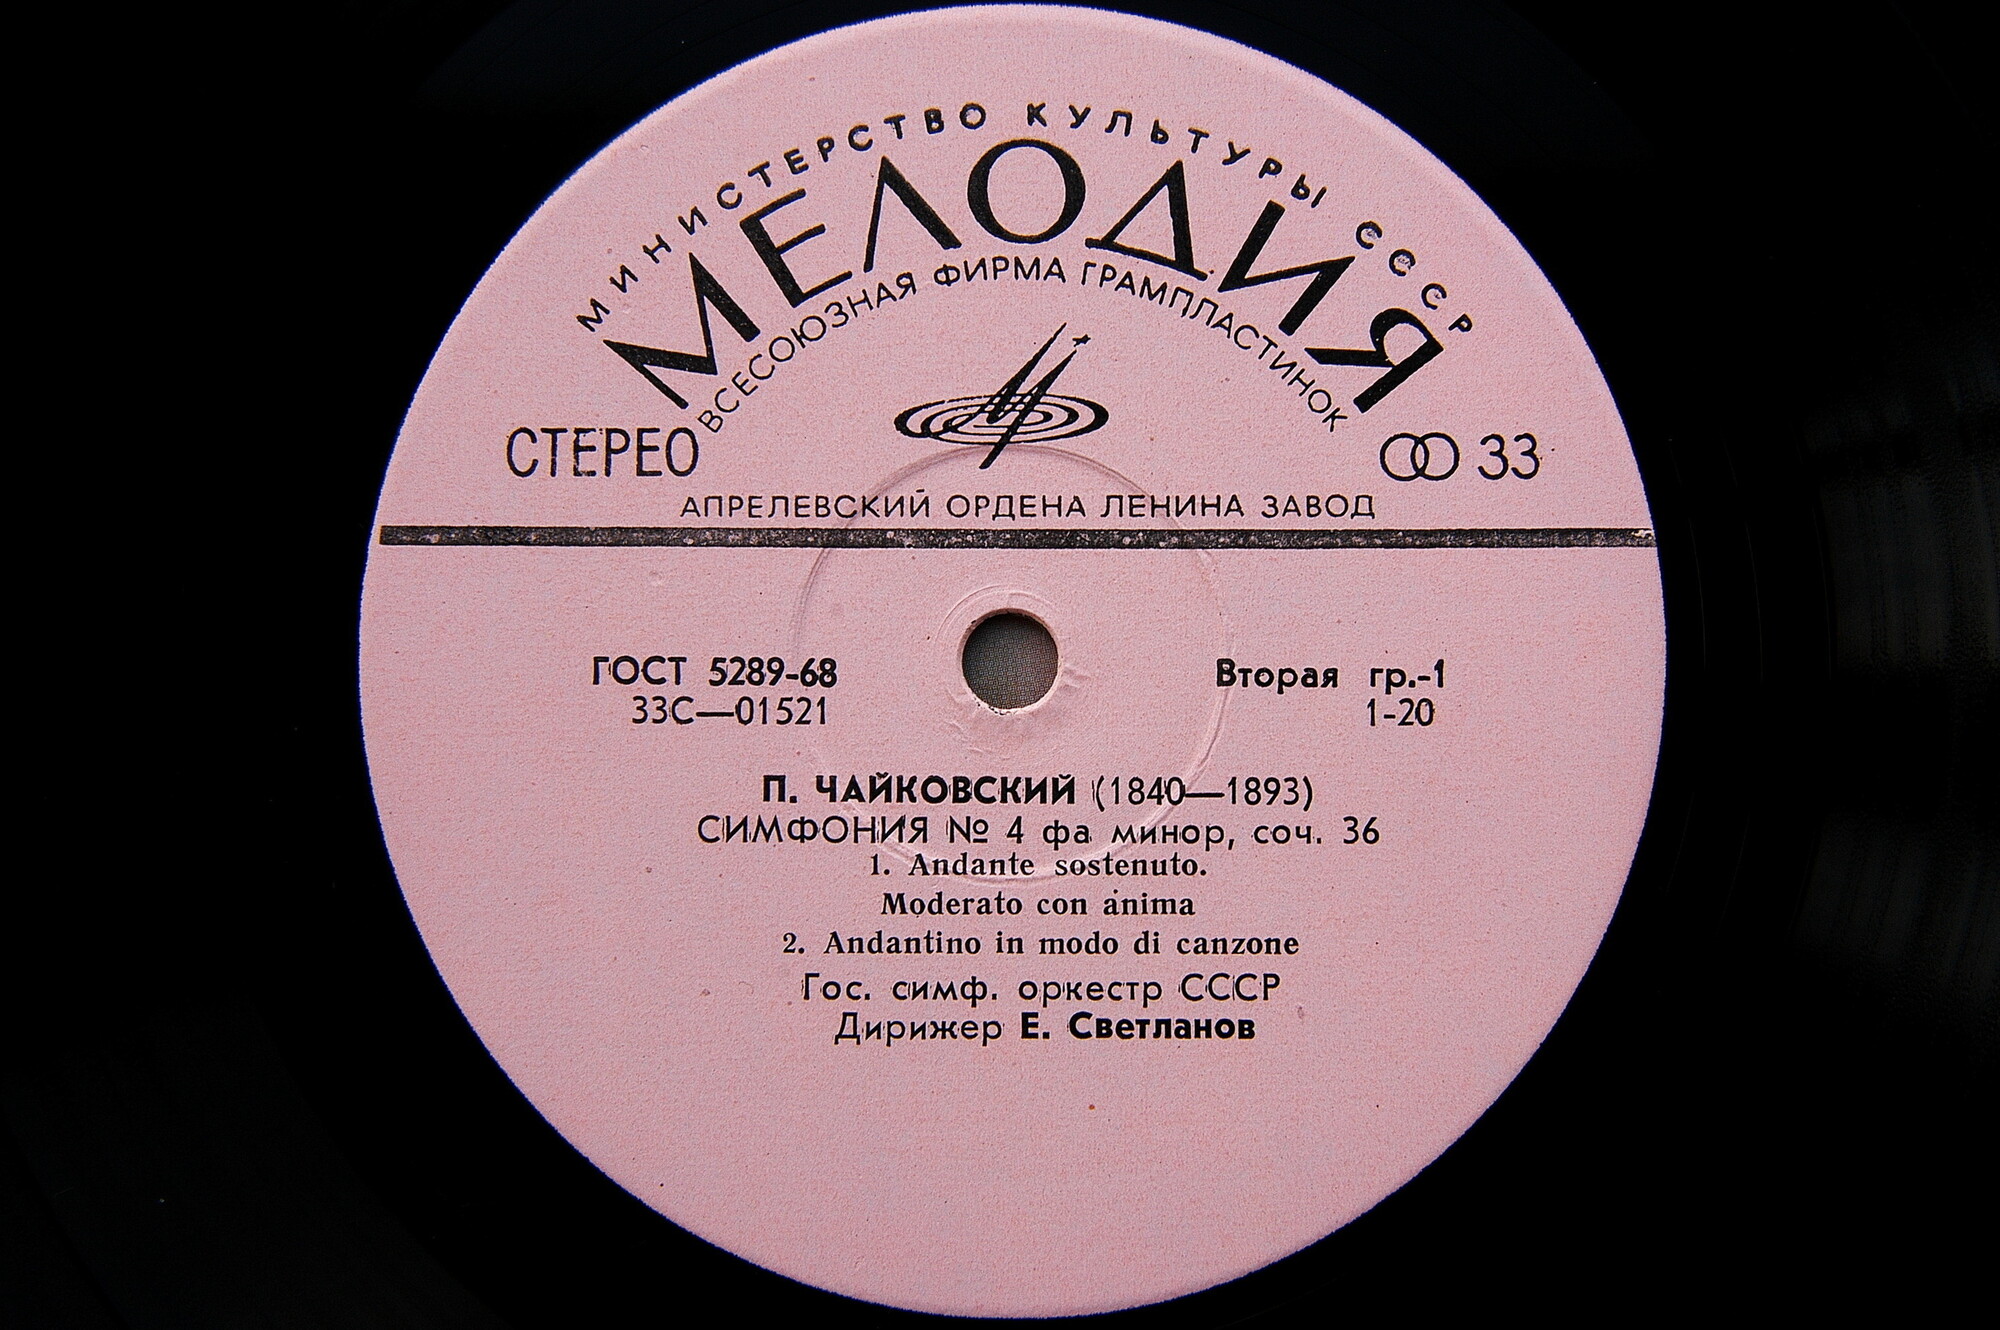 МИНИСТЕРСТВО КУЛЬТУРЫ СССР
МЕЛОДИЯ
ВСЕСОЮЗНАЯ ФИРМА ГРАМПЛАСТИНОК
СТЕРЕО
33
АПРЕЛЕВСКИЙ ОРДЕНА ЛЕНИНА ЗАВОД
ГОСТ 5289-68
33С—01521
Вторая гр.-1
1-20
П. ЧАЙКОВСКИЙ (1840—1893)
СИМФОНИЯ № 4 фа минор, соч. 36
1. Andante sostenuto.
Moderato con anima
2. Andantino in modo di canzone
Гос. симф. оркестр СССР
Дирижер Е. Светланов